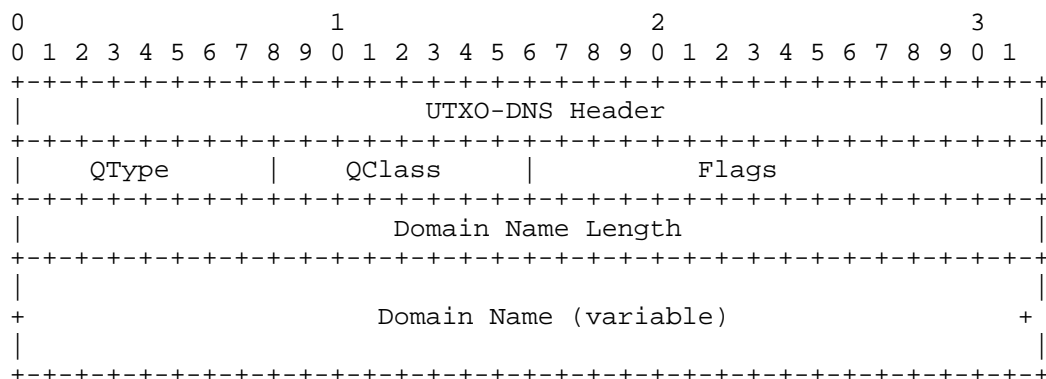 0                   1                   2                   3
0 1 2 3 4 5 6 7 8 9 0 1 2 3 4 5 6 7 8 9 0 1 2 3 4 5 6 7 8 9 0 1
+-+-+-+-+-+-+-+-+-+-+-+-+-+-+-+-+-+-+-+-+-+-+-+-+-+-+-+-+-+-+-+-+
|                         UTXO-DNS Header                       |
+-+-+-+-+-+-+-+-+-+-+-+-+-+-+-+-+-+-+-+-+-+-+-+-+-+-+-+-+-+-+-+-+
|    QType      |    QClass     |          Flags                |
+-+-+-+-+-+-+-+-+-+-+-+-+-+-+-+-+-+-+-+-+-+-+-+-+-+-+-+-+-+-+-+-+
|                       Domain Name Length                      |
+-+-+-+-+-+-+-+-+-+-+-+-+-+-+-+-+-+-+-+-+-+-+-+-+-+-+-+-+-+-+-+-+
|                                                               |
+                      Domain Name (variable)                  +
|                                                               |
+-+-+-+-+-+-+-+-+-+-+-+-+-+-+-+-+-+-+-+-+-+-+-+-+-+-+-+-+-+-+-+-+